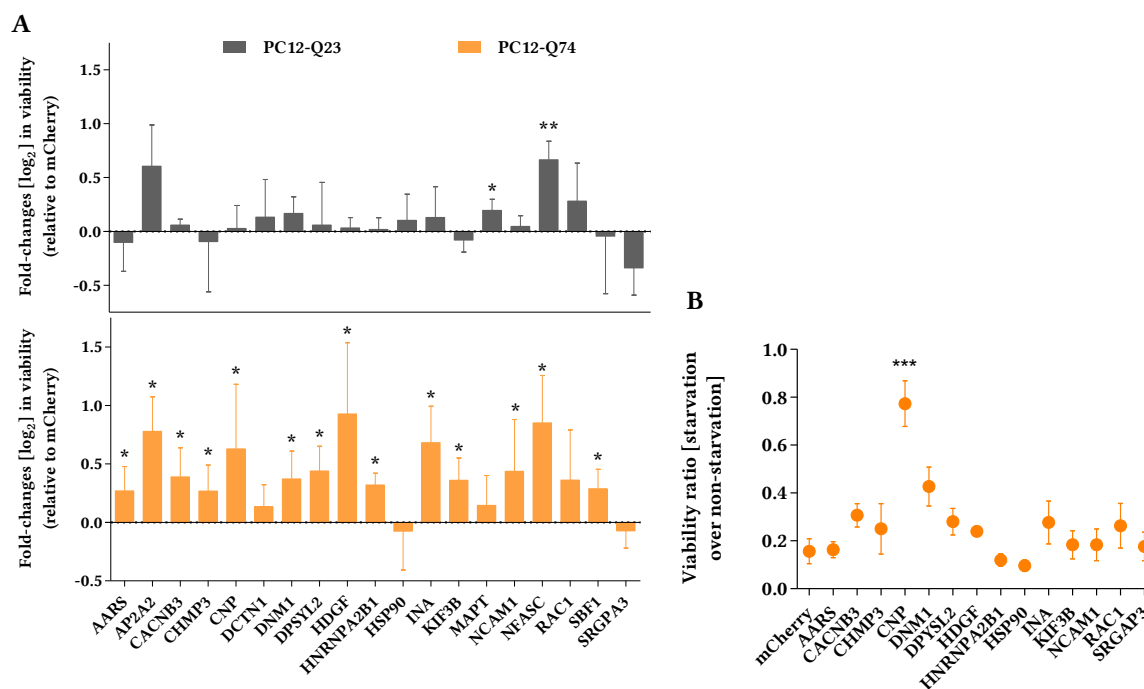 A
PC12-Q23
PC12-Q74
Fold-changes [log2] in viability
(relative to mCherry)
1.5
1.0
0.5
0.0
-0.5
*
**
Fold-changes [log2] in viability
(relative to mCherry)
1.5
1.0
0.5
0.0
-0.5
* * * * * * * * * * * * * *
AARS
AP2A2
CACNB3
CHMP3
CNP
DCTN1
DNM1
DPSYL2
HDGF
HNRNPA2B1
HSP90
INA
KIF3B
MAPT
NCAM1
NFASC
RAC1
SBF1
SRGPA3
B
Viability ratio [starvation
over non-starvation]
1.0
0.8
0.6
0.4
0.2
0.0
***
mCherry
AARS
CACNB3
CHMP3
CNP
DNM1
DPYSL2
HDGF
HNRNPA2B1
HSP90
INA
KIF3B
NCAM1
RAC1
SRGAP3